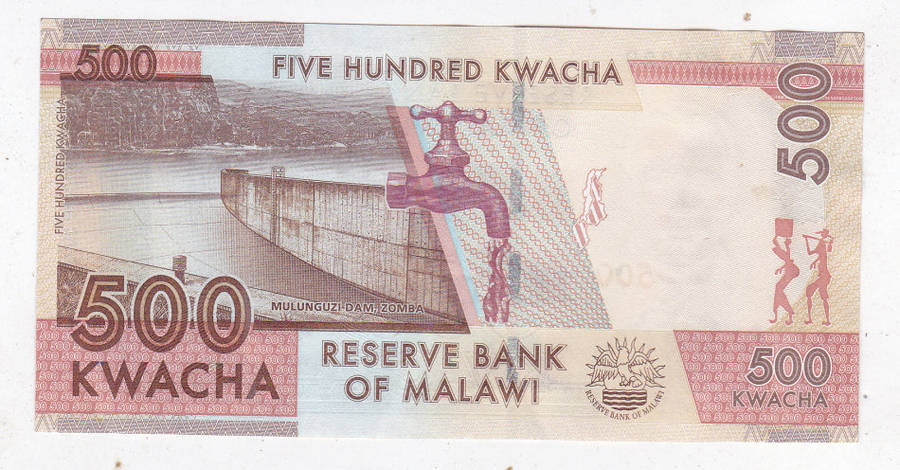 500
FIVE HUNDRED KWACHA
500
FIVE HUNDRED KWACHA
MULUNGUZI DAM, ZOMBA
500
KWACHA
RESERVE BANK
OF MALAWI
RESERVE BANK OF MALAWI
500
KWACHA